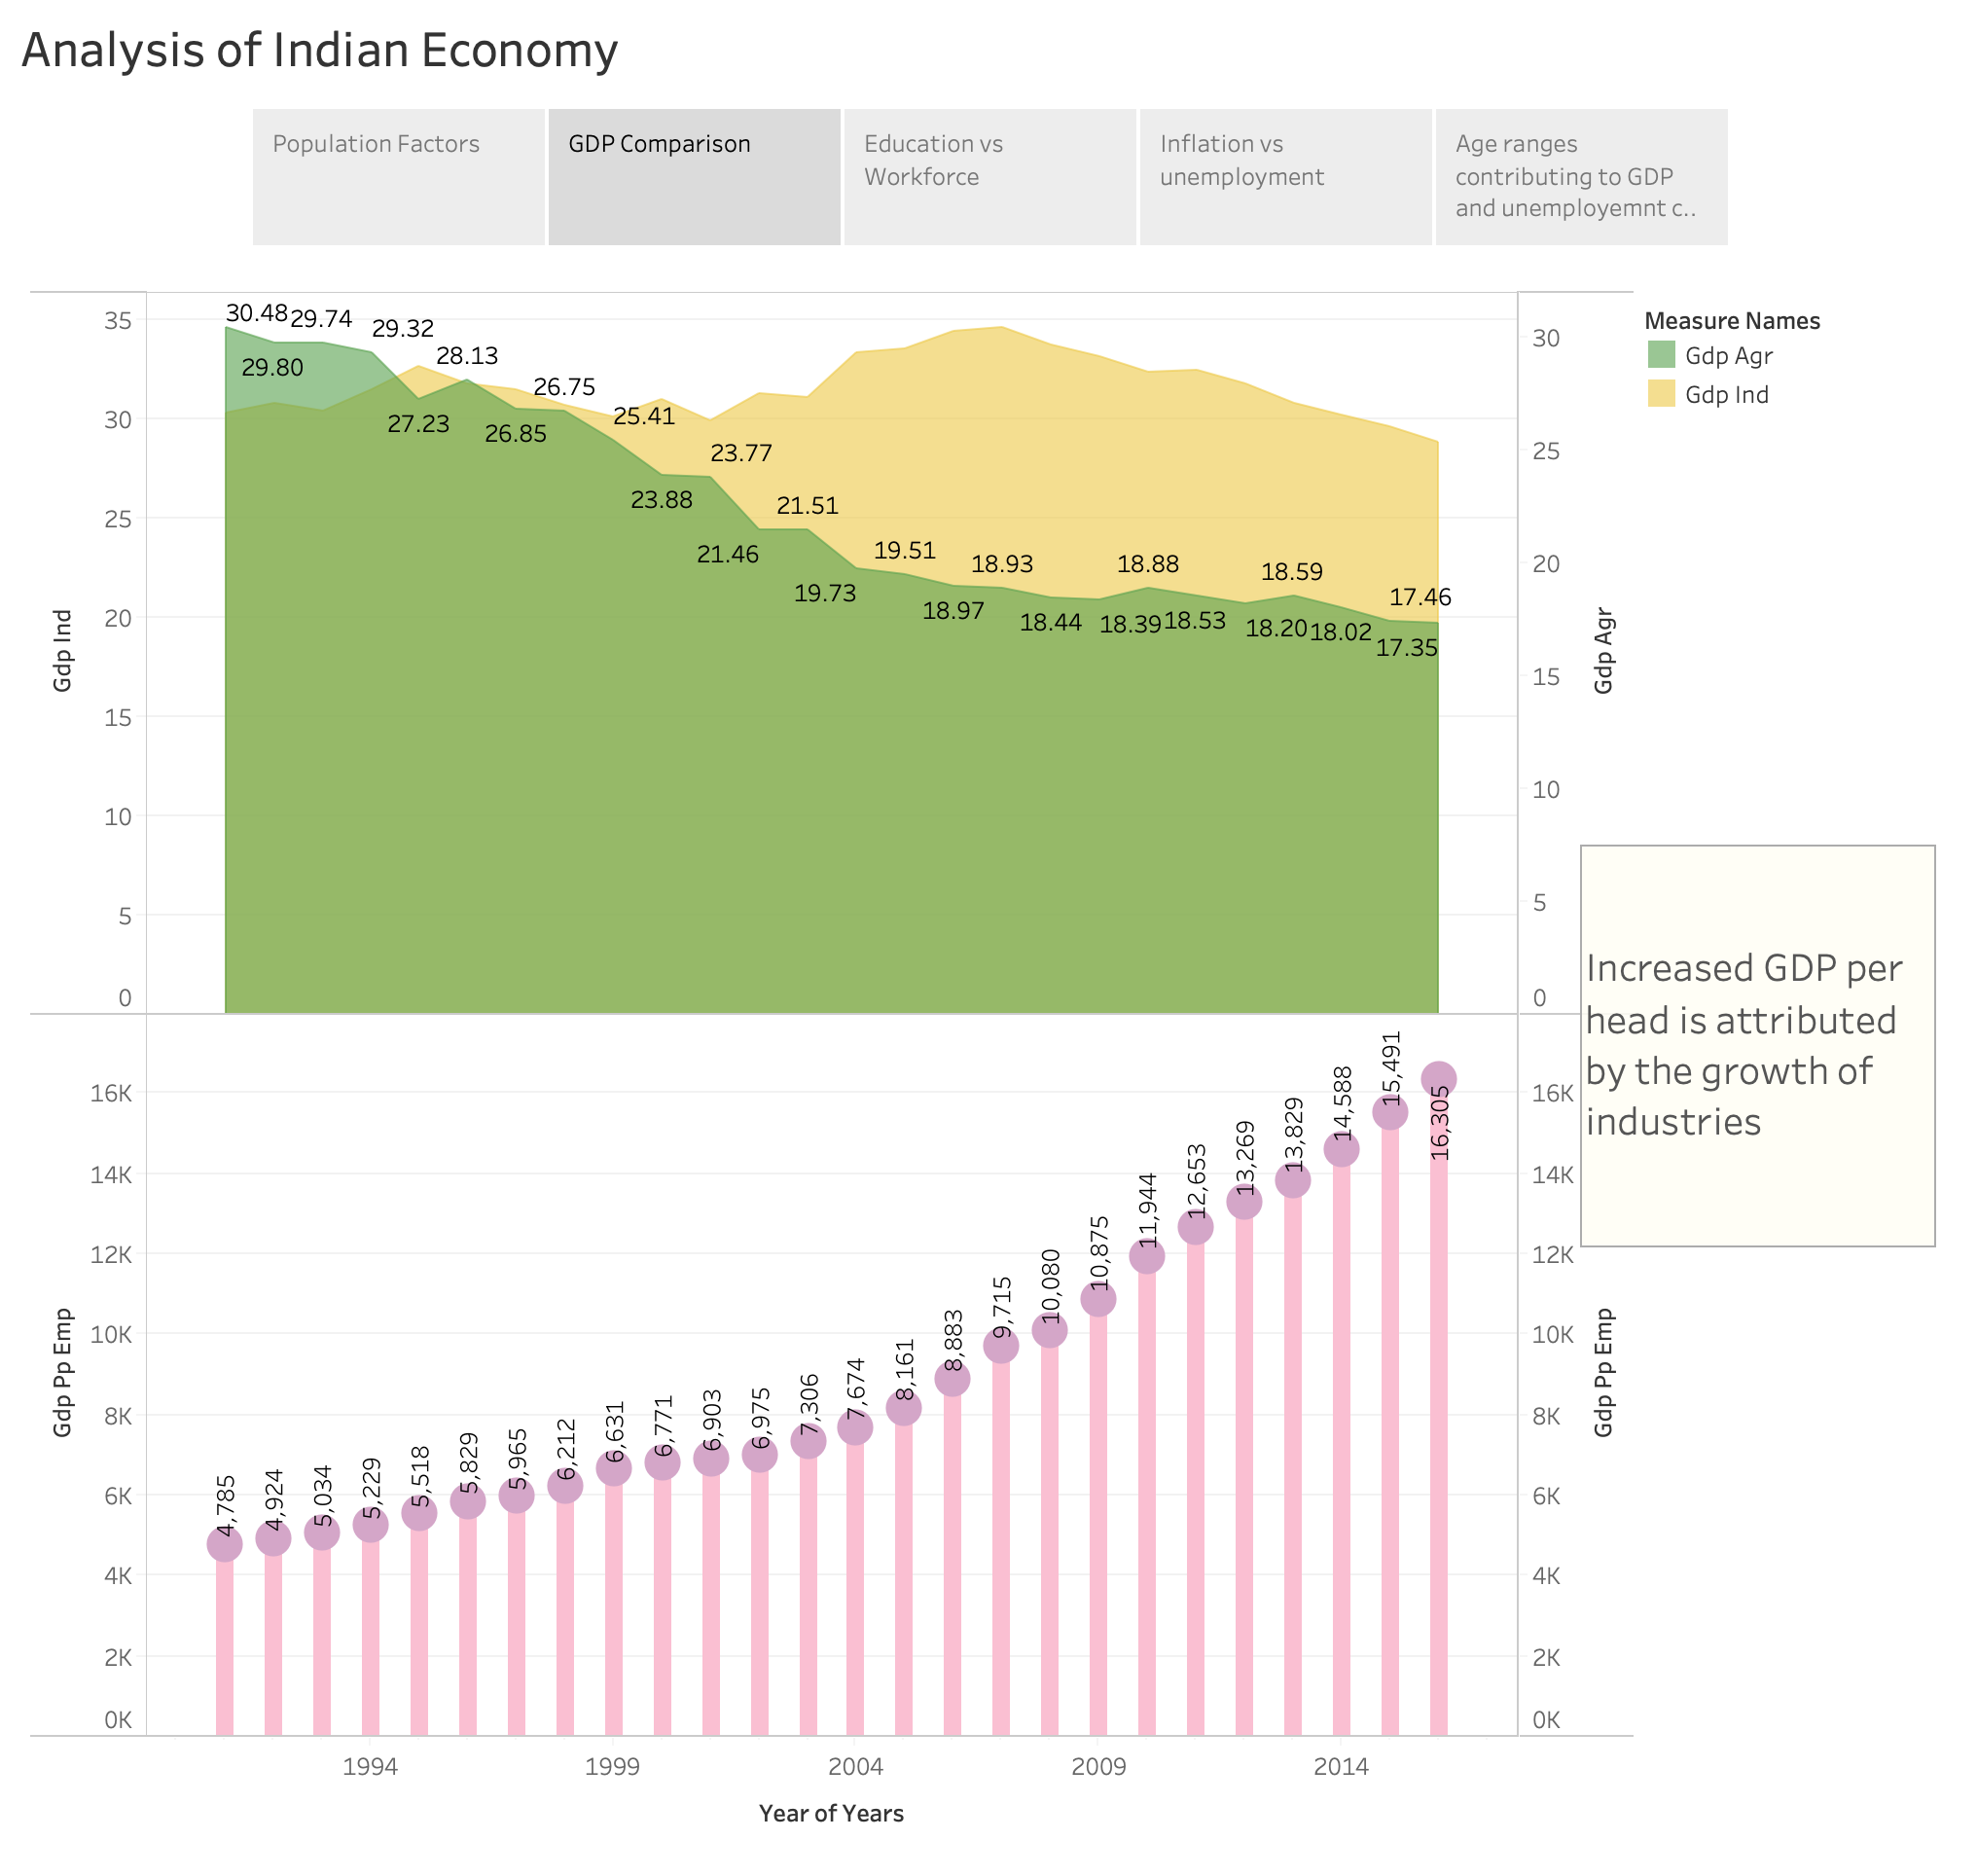 Analysis of Indian Economy
Population Factors
GDP Comparison
Education vs
Workforce
Inflation vs
unemployment
Age ranges
contributing to GDP
and unemployemnt c..
Measure Names
Gdp Agr
Gdp Ind
35
30
25
20
15
10
5
0
Gdp Ind
30.48
29.80
29.74
29.32
27.23
28.13
26.85
26.75
25.41
23.88
23.77
21.46
21.51
19.73
19.51
18.97
18.93
18.44
18.39
18.88
18.53
18.20
18.59
18.02
17.46
17.35
30
25
20
15
10
5
0
Gdp Agr
Increased GDP per
head is attributed
by the growth of
industries
16K
14K
12K
10K
8K
6K
4K
2K
0K
Gdp Pp Emp
4,785
4,924
5,034
5,229
5,518
5,829
5,965
6,212
6,631
6,771
6,903
6,975
7,306
7,674
8,161
8,883
9,715
10,080
10,875
11,944
12,653
13,269
13,829
14,588
15,491
16,305
16K
14K
12K
10K
8K
6K
4K
2K
0K
Gdp Pp Emp
1994
1999
2004
2009
2014
Year of Years